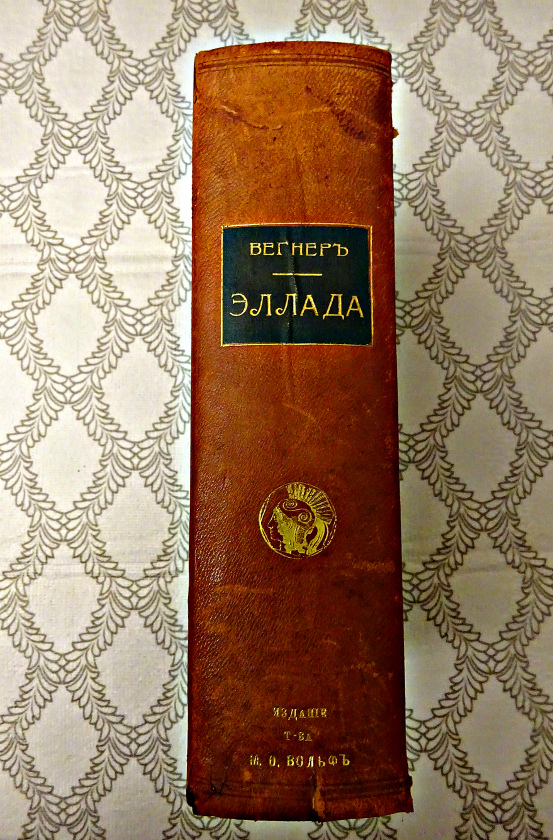 ВЕГНЕРЪ
ЭЛЛАДА
ИЗДАНІЕ
Т-ВА
М. О. ВОЛЬФЪ